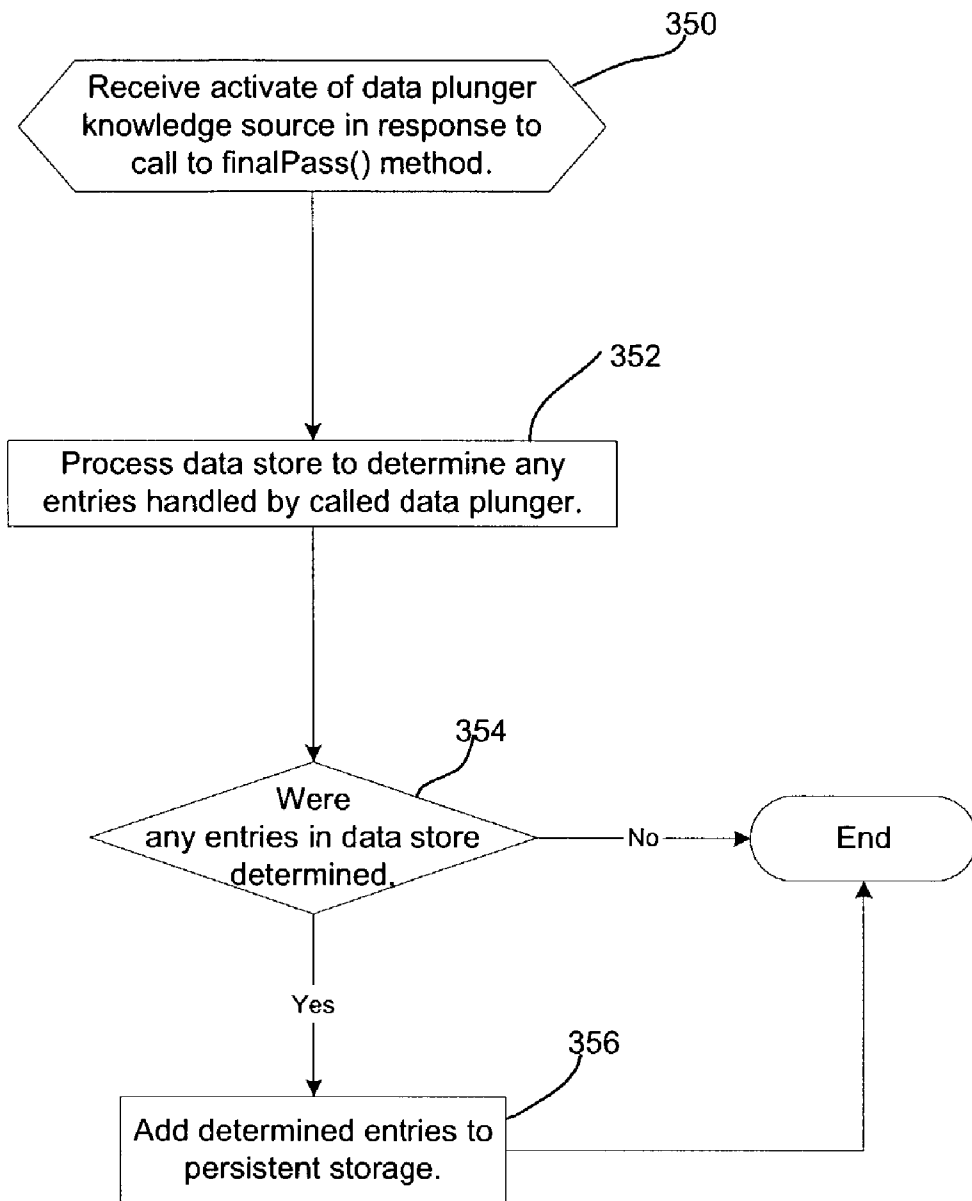 350
Receive activate of data plunger
knowledge source in response to
call to finalPass() method.
352
Process data store to determine any
entries handled by called data plunger.
354
Were
any entries in data store
determined.
No
End
Yes
356
Add determined entries to
persistent storage.